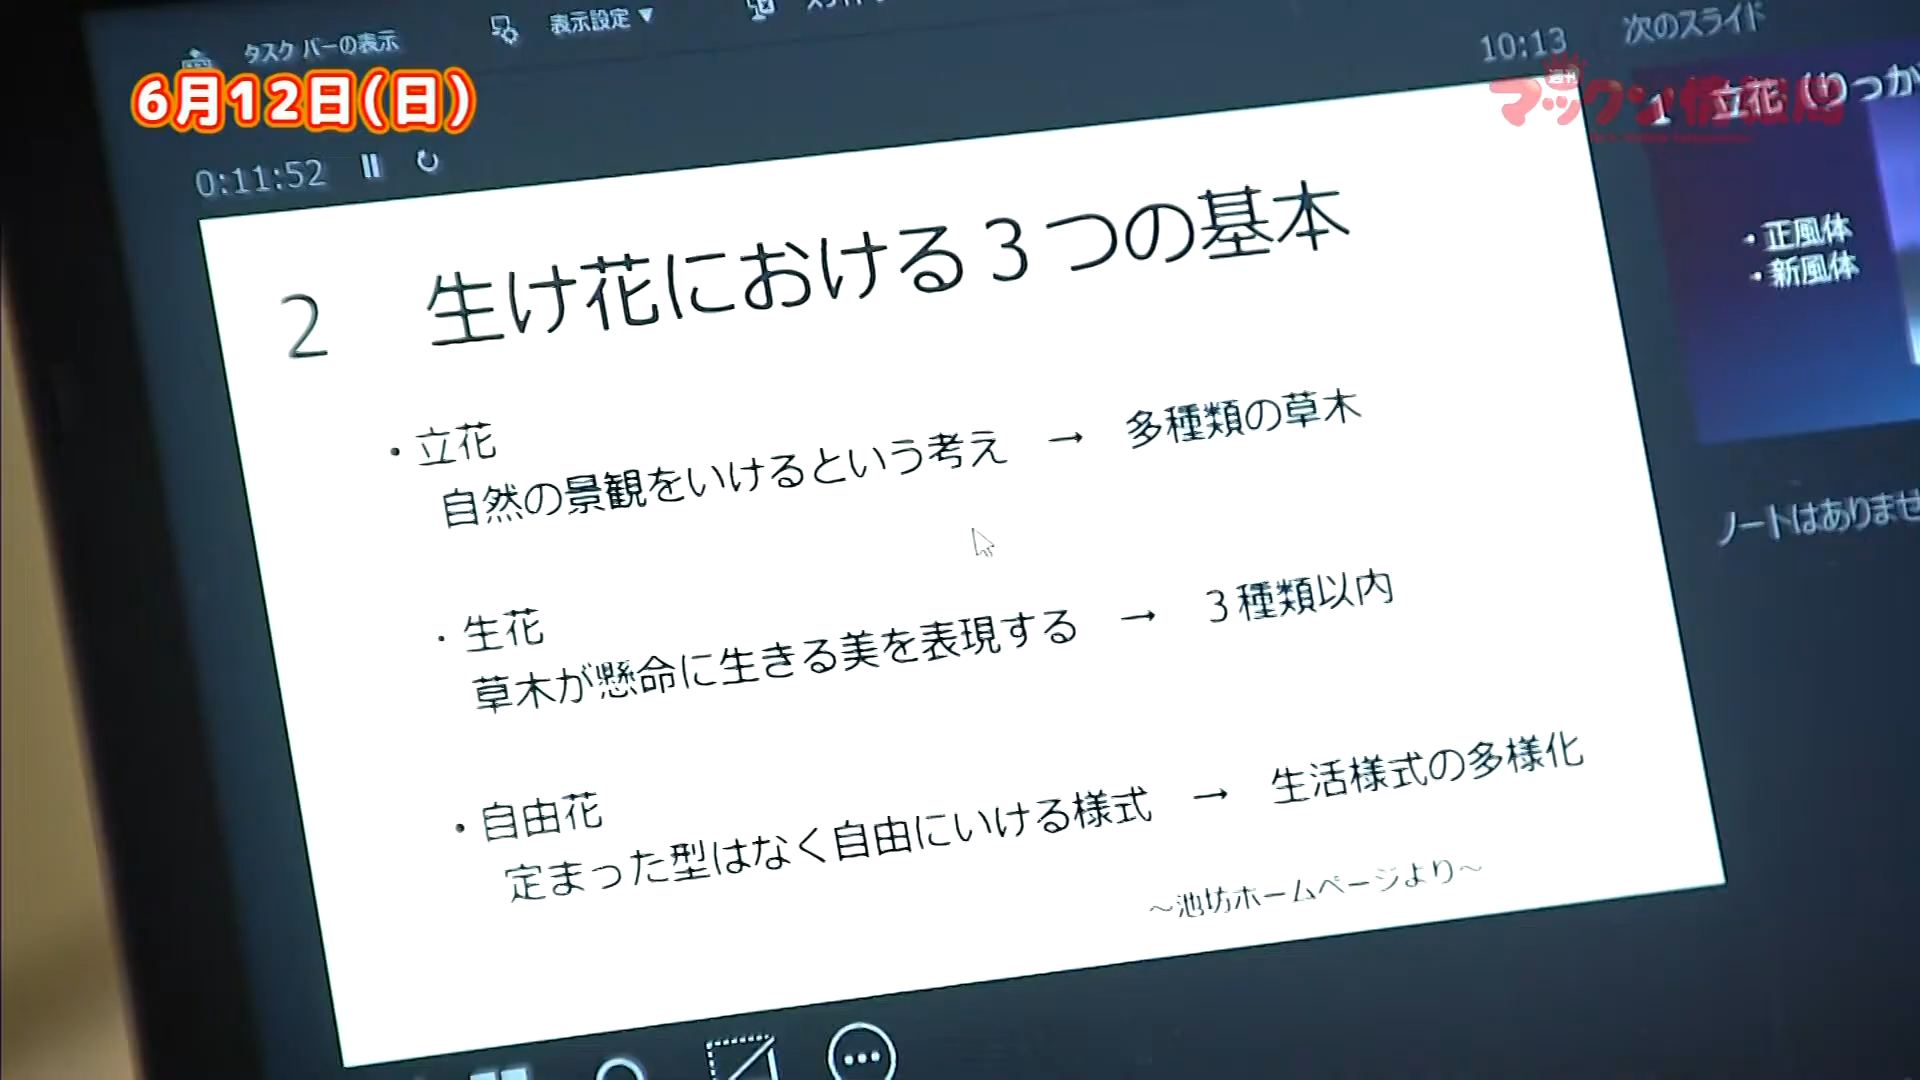 タスク バーの表示
表示設定 ▼
6月12日(日)
0:11:52
10:13
次のスライド
マックン情報局
2 生け花における3つの基本
・立花
自然の景観をいけるという考え → 多種類の草木
・生花
草木が懸命に生きる美を表現する → 3種類以内
・自由花
定まった型はなく自由にいける様式 → 生活様式の多様化
～池坊ホームページより～
1 立花（りっか
・正風体
・新風体
ノートはありませ